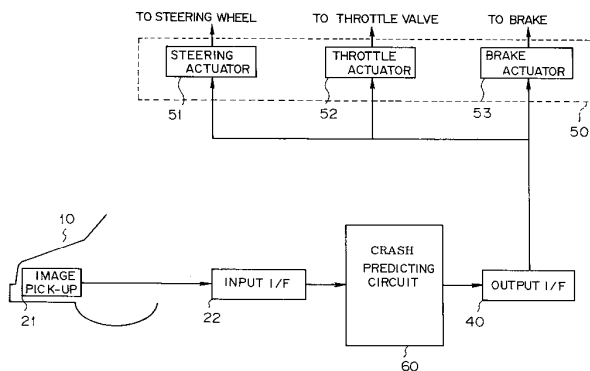 TO STEERING WHEEL
TO THROTTLE VALVE
TO BRAKE
STEERING
ACTUATOR
THROTTLE
ACTUATOR
BRAKE
ACTUATOR
51
52
53
50
10
IMAGE
PICK-UP
21
INPUT I/F
22
CRASH
PREDICTING
CIRCUIT
60
OUTPUT I/F
40